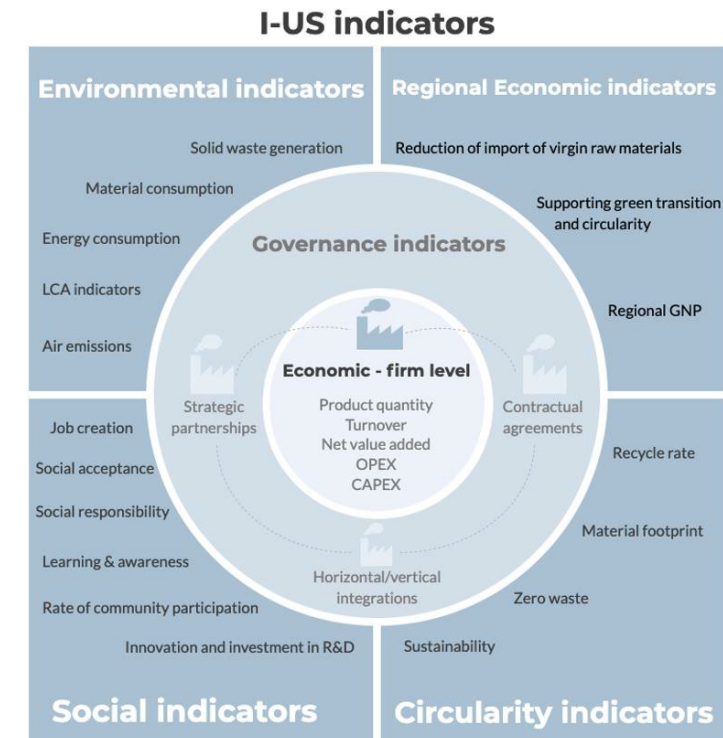 I-US indicators
Environmental indicators
Solid waste generation
Material consumption
Energy consumption
LCA indicators
Air emissions
Regional Economic indicators
Reduction of import of virgin raw materials
Supporting green transition
and circularity
Regional GNP
Governance indicators
Strategic
partnerships
Contractual
agreements
Horizontal/vertical
integrations
Economic - firm level
Product quantity
Turnover
Net value added
OPEX
CAPEX
Job creation
Social acceptance
Social responsibility
Learning & awareness
Rate of community participation
Innovation and investment in R&D
Social indicators
Recycle rate
Material footprint
Zero waste
Sustainability
Circularity indicators